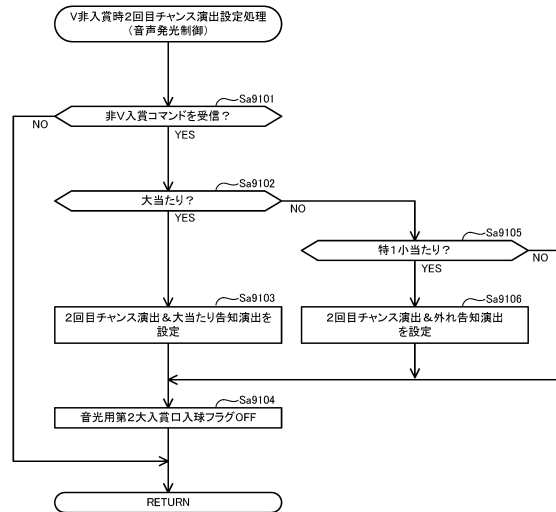 V非入賞時2回目チャンス演出設定処理
(音声発光制御)
Sa9101
非V入賞コマンドを受信？
NO
YES
Sa9102
大当たり？
NO
YES
Sa9105
特1小当たり？
NO
YES
Sa9103
2回目チャンス演出＆大当たり告知演出を
設定
Sa9106
2回目チャンス演出＆外れ告知演出
を設定
Sa9104
音光用第2大入賞口入球フラグOFF
RETURN